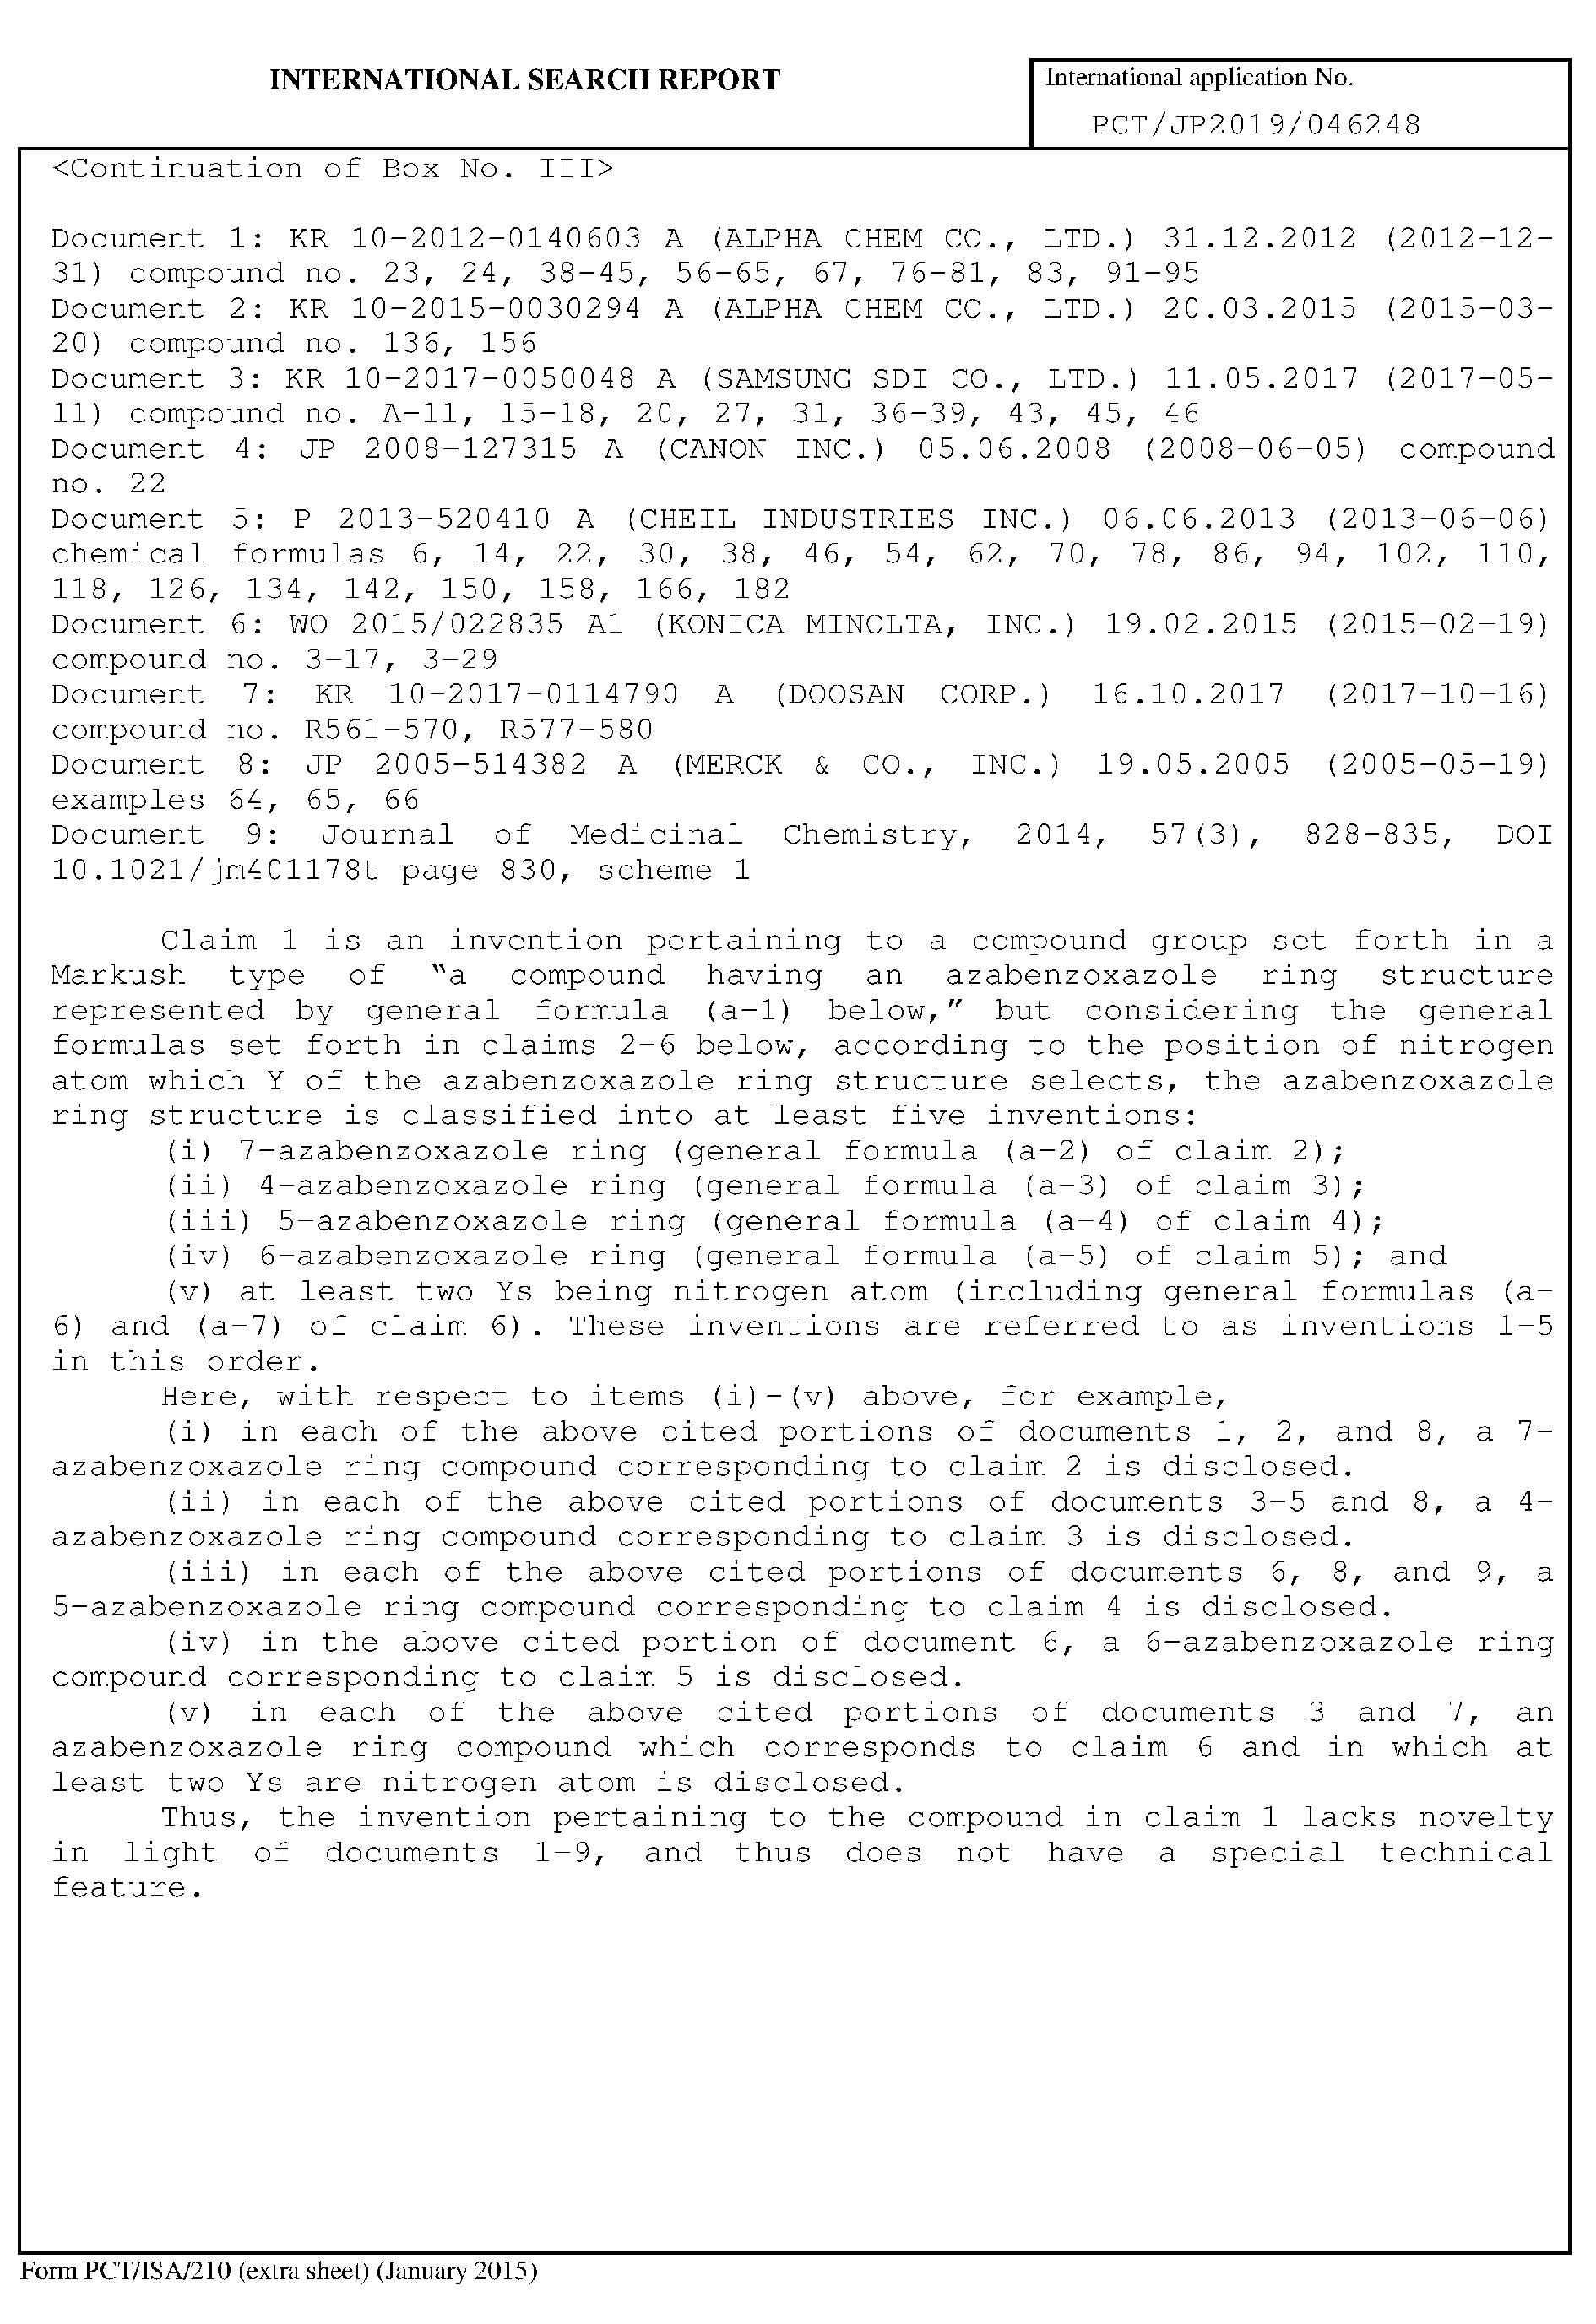 INTERNATIONAL SEARCH REPORT
International application No.
PCT/JP2019/046248
<Continuation of Box No. III>
Document 1: KR 10-2012-0140603 A (ALPHA CHEM CO., LTD.) 31.12.2012 (2012-12-
31) compound no. 23, 24, 38-45, 56-65, 67, 76-81, 83, 91-95
Document 2: KR 10-2015-0030294 A (ALPHA CHEM CO., LTD.) 20.03.2015 (2015-03-
20) compound no. 136, 156
Document 3: KR 10-2017-0050048 A (SAMSUNG SDI CO., LTD.) 11.05.2017 (2017-05-
11) compound no. A-11, 15-18, 20, 27, 31, 36-39, 43, 45, 46
Document 4: JP 2008-127315 A (CANON INC.) 05.06.2008 (2008-06-05) compound
no. 22
Document 5: P 2013-520410 A (CHEIL INDUSTRIES INC.) 06.06.2013 (2013-06-06)
chemical formulas 6, 14, 22, 30, 38, 46, 54, 62, 70, 78, 86, 94, 102, 110,
118, 126, 134, 142, 150, 158, 166, 182
Document 6: WO 2015/022835 A1 (KONICA MINOLTA, INC.) 19.02.2015 (2015-02-19)
compound no. 3-17, 3-29
Document 7: KR 10-2017-0114790 A (DOOSAN CORP.) 16.10.2017 (2017-10-16)
compound no. R561-570, R577-580
Document 8: JP 2005-514382 A (MERCK & CO., INC.) 19.05.2005 (2005-05-19)
examples 64, 65, 66
Document 9: Journal of Medicinal Chemistry, 2014, 57(3), 828-835, DOI
10.1021/jm401178t page 830, scheme 1
Claim 1 is an invention pertaining to a compound group set forth in a
Markush type of "a compound having an azabenzoxazole ring structure
represented by general formula (a-1) below," but considering the general
formulas set forth in claims 2-6 below, according to the position of nitrogen
atom which Y of the azabenzoxazole ring structure selects, the azabenzoxazole
ring structure is classified into at least five inventions:
(i) 7-azabenzoxazole ring (general formula (a-2) of claim 2);
(ii) 4-azabenzoxazole ring (general formula (a-3) of claim 3);
(iii) 5-azabenzoxazole ring (general formula (a-4) of claim 4);
(iv) 6-azabenzoxazole ring (general formula (a-5) of claim 5); and
(v) at least two Ys being nitrogen atom (including general formulas (a-
6) and (a-7) of claim 6). These inventions are referred to as inventions 1-5
in this order.
Here, with respect to items (i)-(v) above, for example,
(i) in each of the above cited portions of documents 1, 2, and 8, a 7-
azabenzoxazole ring compound corresponding to claim 2 is disclosed.
(ii) in each of the above cited portions of documents 3-5 and 8, a 4-
azabenzoxazole ring compound corresponding to claim 3 is disclosed.
(iii) in each of the above cited portions of documents 6, 8, and 9, a
5-azabenzoxazole ring compound corresponding to claim 4 is disclosed.
(iv) in the above cited portion of document 6, a 6-azabenzoxazole ring
compound corresponding to claim 5 is disclosed.
(v) in each of the above cited portions of documents 3 and 7, an
azabenzoxazole ring compound which corresponds to claim 6 and in which at
least two Ys are nitrogen atom is disclosed.
Thus, the invention pertaining to the compound in claim 1 lacks novelty
in light of documents 1-9, and thus does not have a special technical
feature.
Form PCT/ISA/210 (extra sheet) (January 2015)